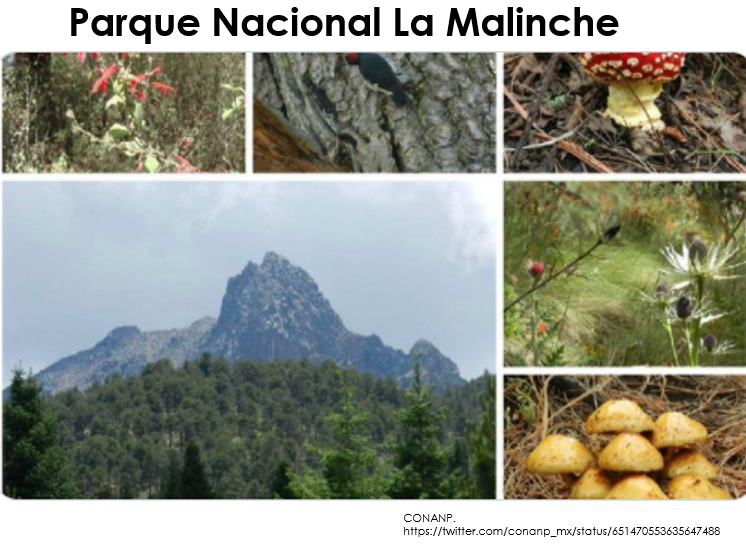 Parque Nacional La Malinche
CONANP.
https://twitter.com/conanp_mx/status/651470553635647488